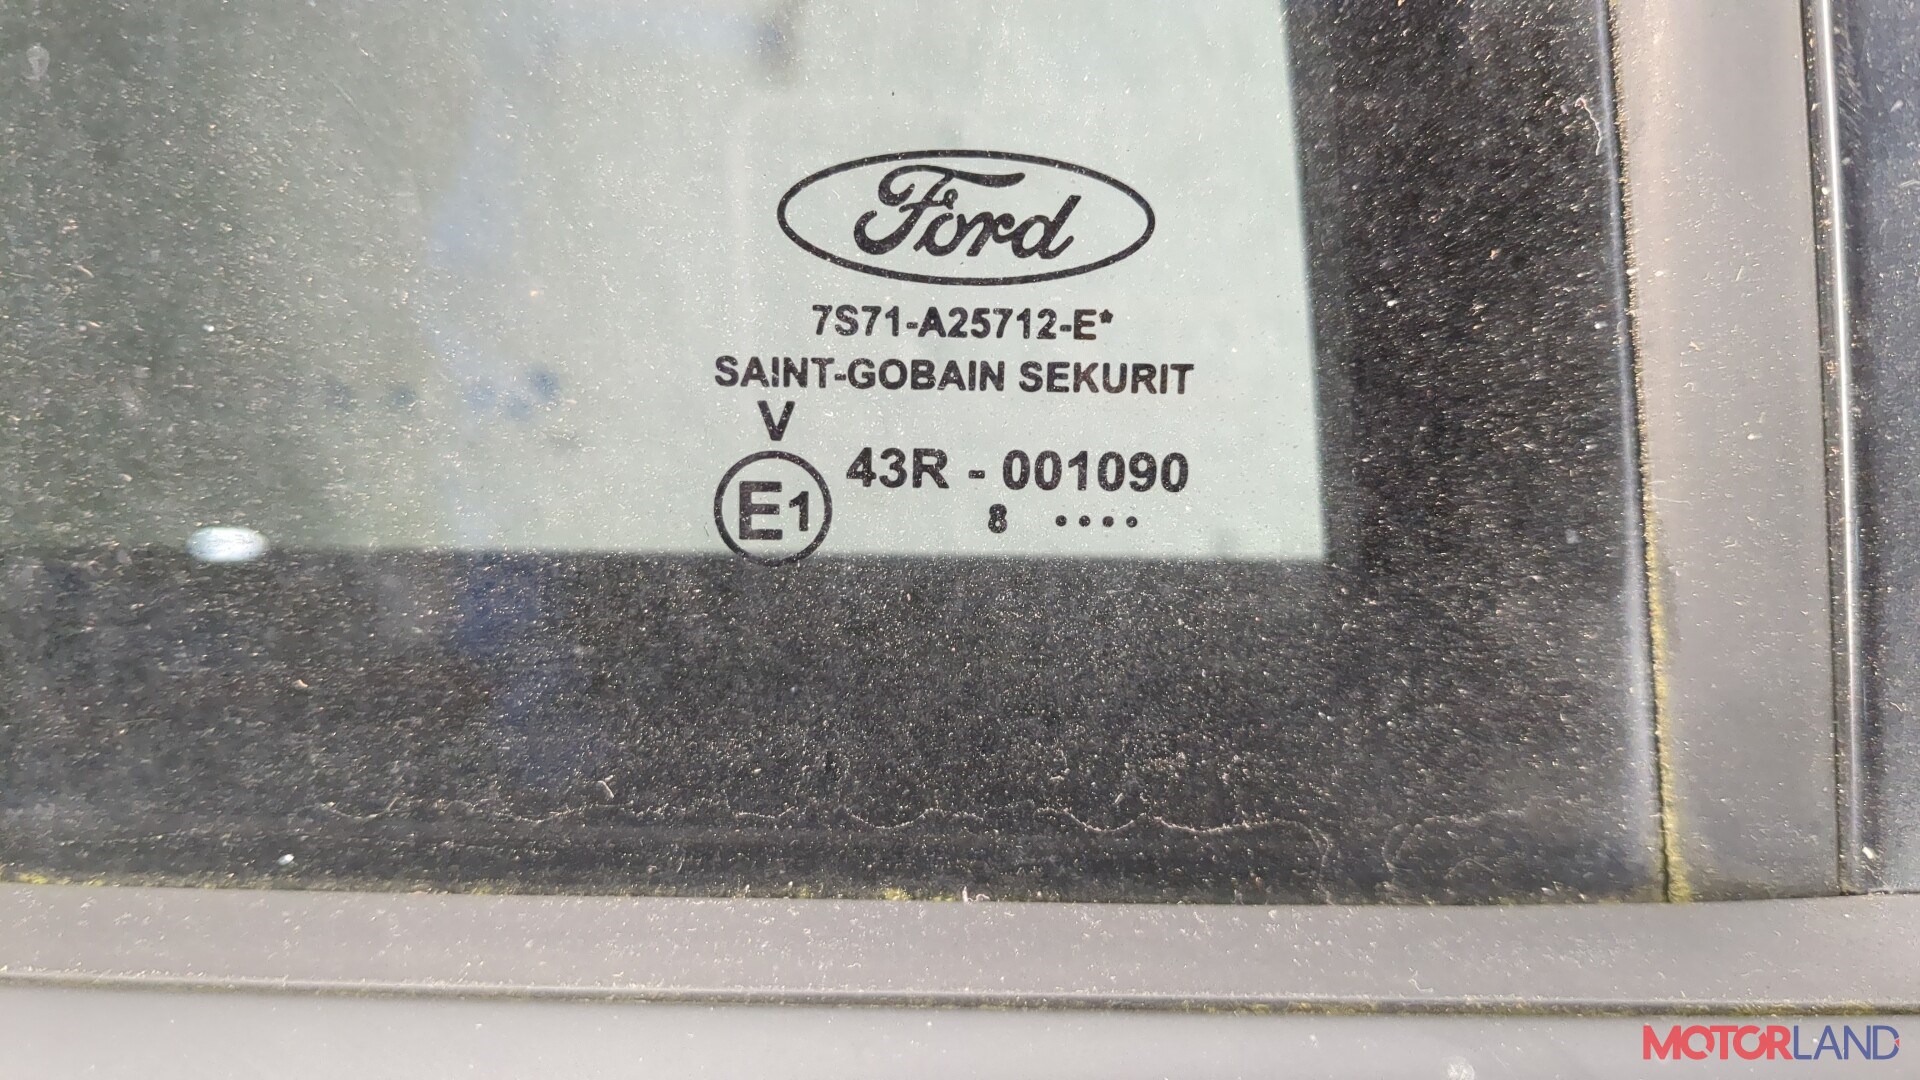 Ford
7S71-A25712-E*
SAINT-GOBAIN SEKURIT
V
E1 43R - 001090
8 ····
MOTORLAND